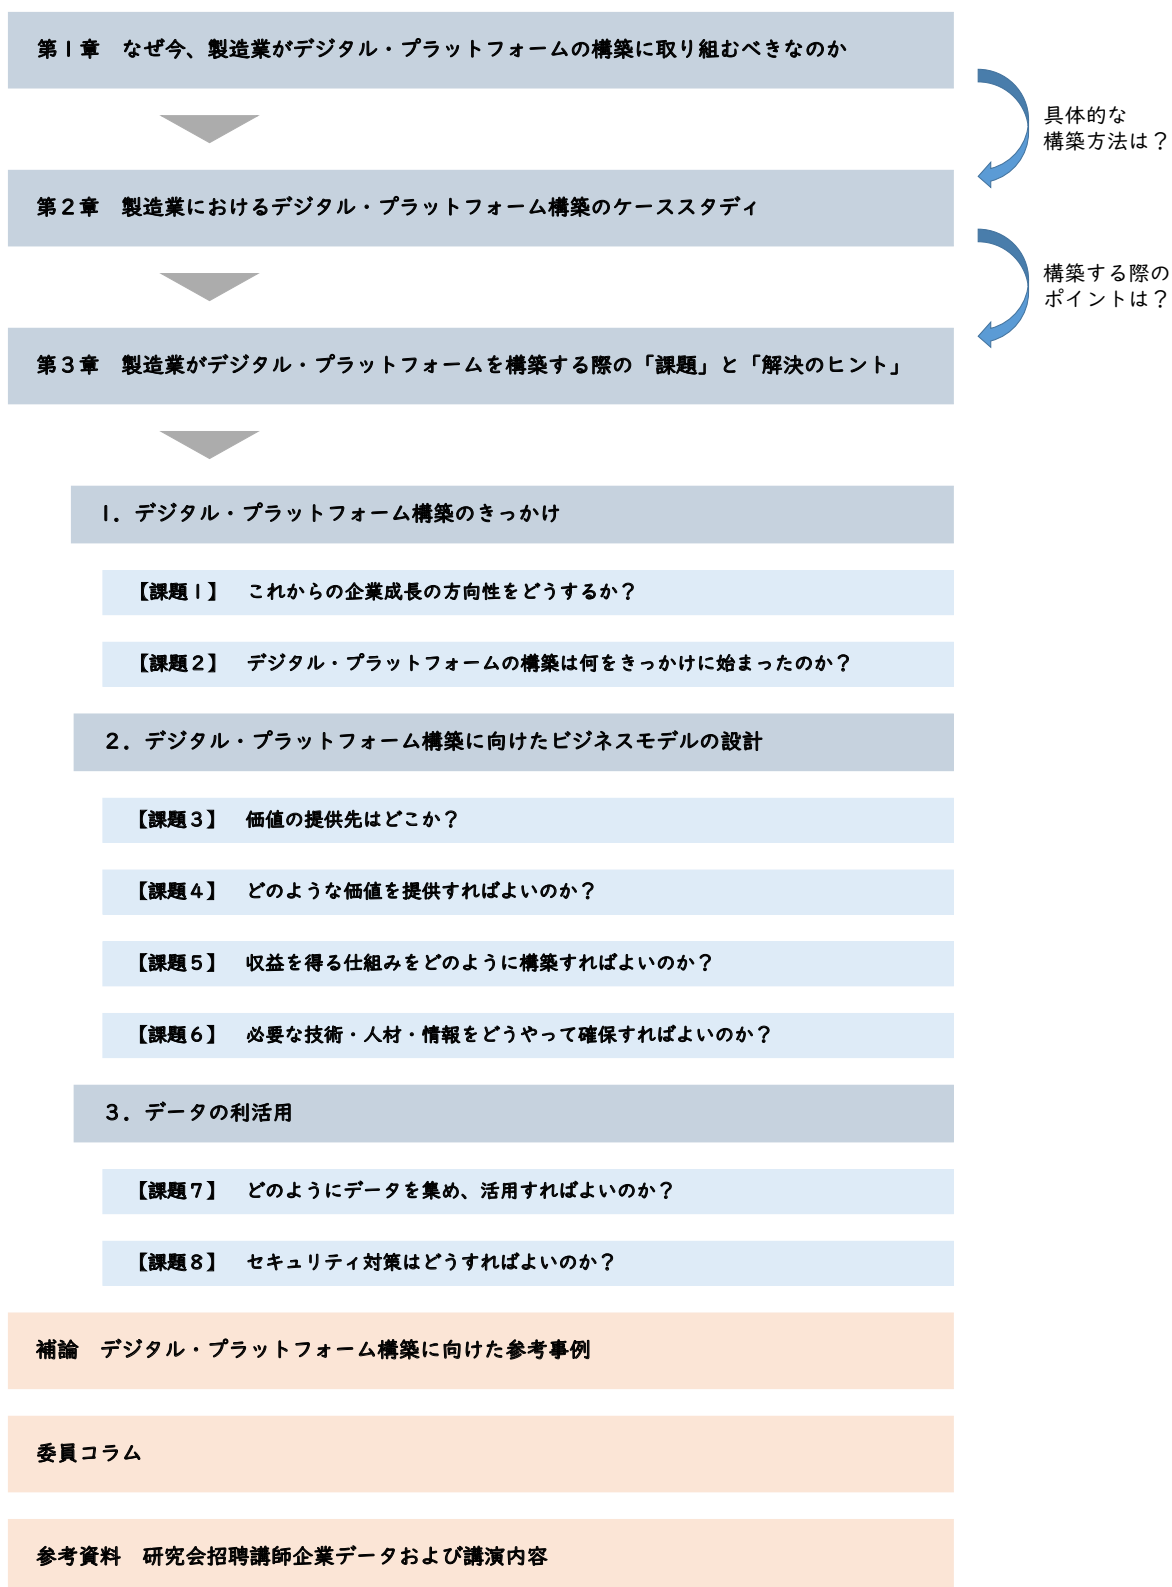 第1章　なぜ今、製造業がデジタル・プラットフォームの構築に取り組むべきなのか
具体的な
構築方法は？
第2章　製造業におけるデジタル・プラットフォーム構築のケーススタディ
構築する際の
ポイントは？
第3章　製造業がデジタル・プラットフォームを構築する際の「課題」と「解決のヒント」
1．デジタル・プラットフォーム構築のきっかけ
【課題1】　これからの企業成長の方向性をどうするか？
【課題2】　デジタル・プラットフォームの構築は何をきっかけに始まったのか？
2．デジタル・プラットフォーム構築に向けたビジネスモデルの設計
【課題3】　価値の提供先はどこか？
【課題4】　どのような価値を提供すればよいのか？
【課題5】　収益を得る仕組みをどのように構築すればよいのか？
【課題6】　必要な技術・人材・情報をどうやって確保すればよいのか？
3．データの利活用
【課題7】　どのようにデータを集め、活用すればよいのか？
【課題8】　セキュリティ対策はどうすればよいのか？
補論　デジタル・プラットフォーム構築に向けた参考事例
委員コラム
参考資料　研究会招聘講師企業データおよび講演内容